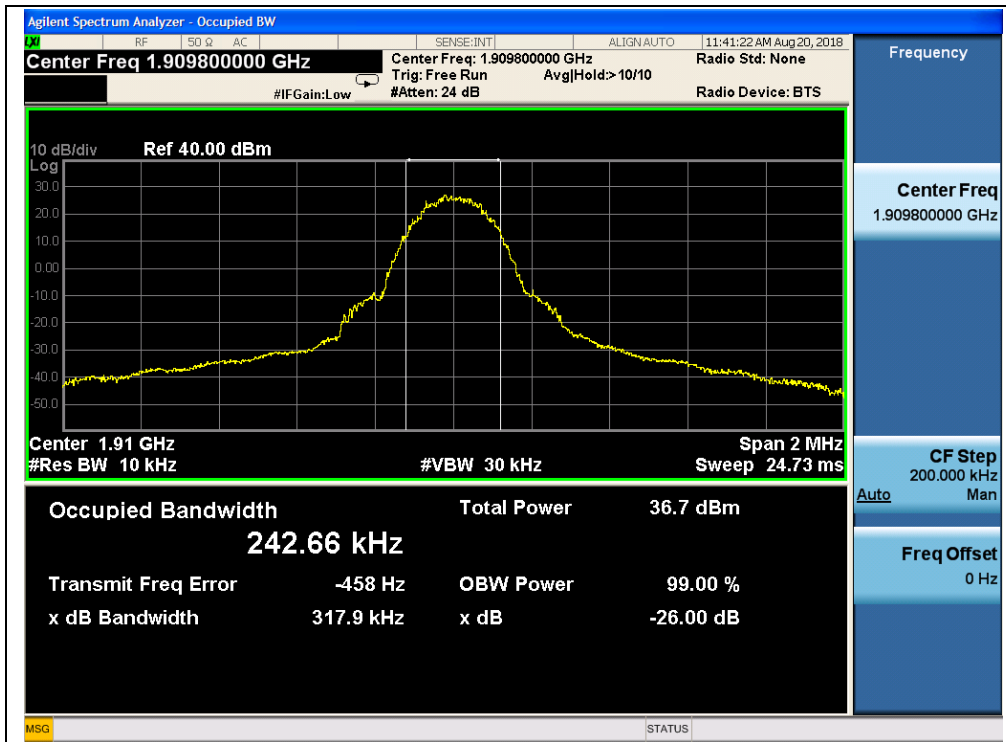 Agilent Spectrum Analyzer - Occupied BW
LXI RF 50 Ω AC SENSE:INT ALIGN AUTO 11:41:22 AM Aug 20, 2018
Center Freq 1.909800000 GHz
Center Freq: 1.909800000 GHz Radio Std: None
Trig: Free Run Avg|Hold:>10/10
#IFGain:Low #Atten: 24 dB Radio Device: BTS
Frequency
10 dB/div Ref 40.00 dBm
Log
30.0
20.0
10.0
0.00
-10.0
-20.0
-30.0
-40.0
-50.0
Center 1.91 GHz Span 2 MHz
#Res BW 10 kHz #VBW 30 kHz Sweep 24.73 ms
Center Freq
1.909800000 GHz
CF Step
200.000 kHz
Auto Man
Freq Offset
0 Hz
Occupied Bandwidth Total Power 36.7 dBm
242.66 kHz
Transmit Freq Error -458 Hz OBW Power 99.00 %
x dB Bandwidth 317.9 kHz x dB -26.00 dB
MSG STATUS